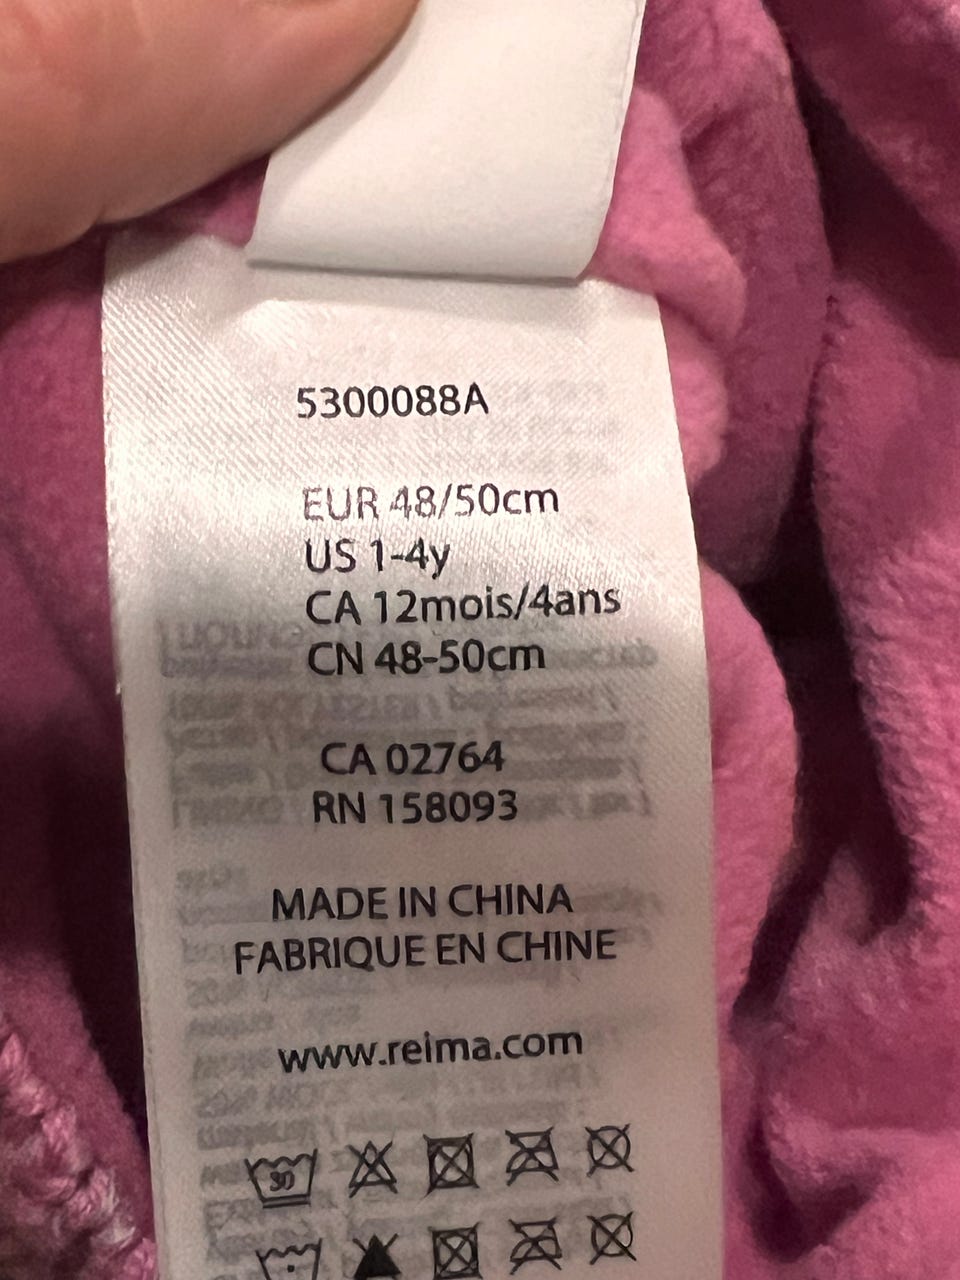 5300088A
EUR 48/50cm
US 1-4y
CA 12mois/4ans
CN 48-50cm
CA 02764
RN 158093
MADE IN CHINA
FABRIQUE EN CHINE
www.reima.com
30